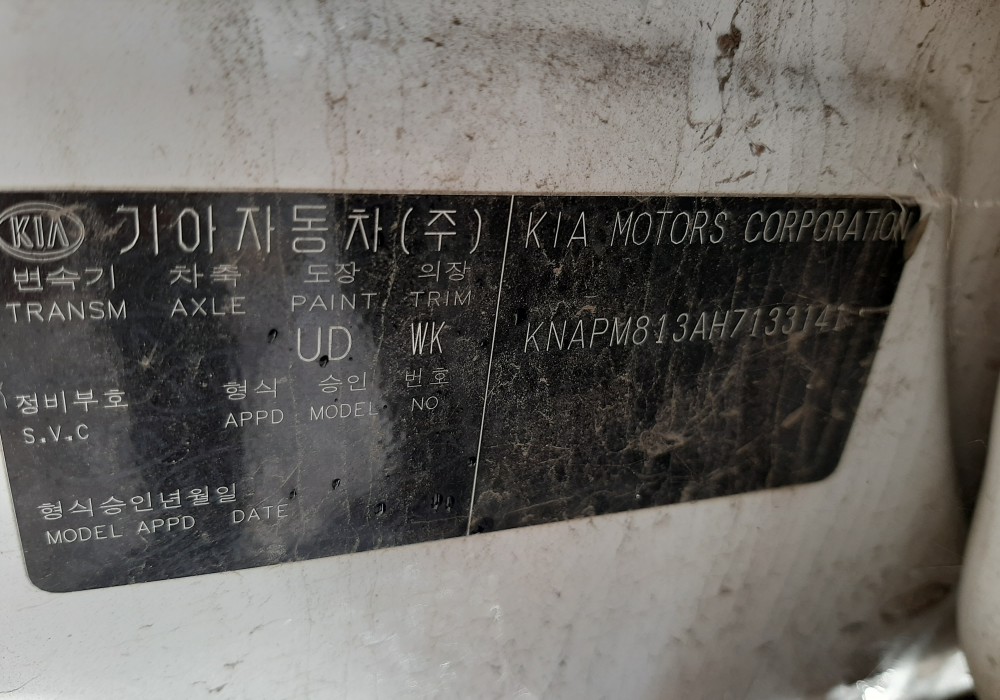 KIA 기아자동차(주)
변속기 차축 도장 의장
TRANSM AXLE PAINT TRIM
UD WK
정비부호 형식 승인 번호
S.V.C APPD MODEL NO
형식승인년월일
MODEL APPD DATE
KIA MOTORS CORPORATION
KNAPM813AH7133141